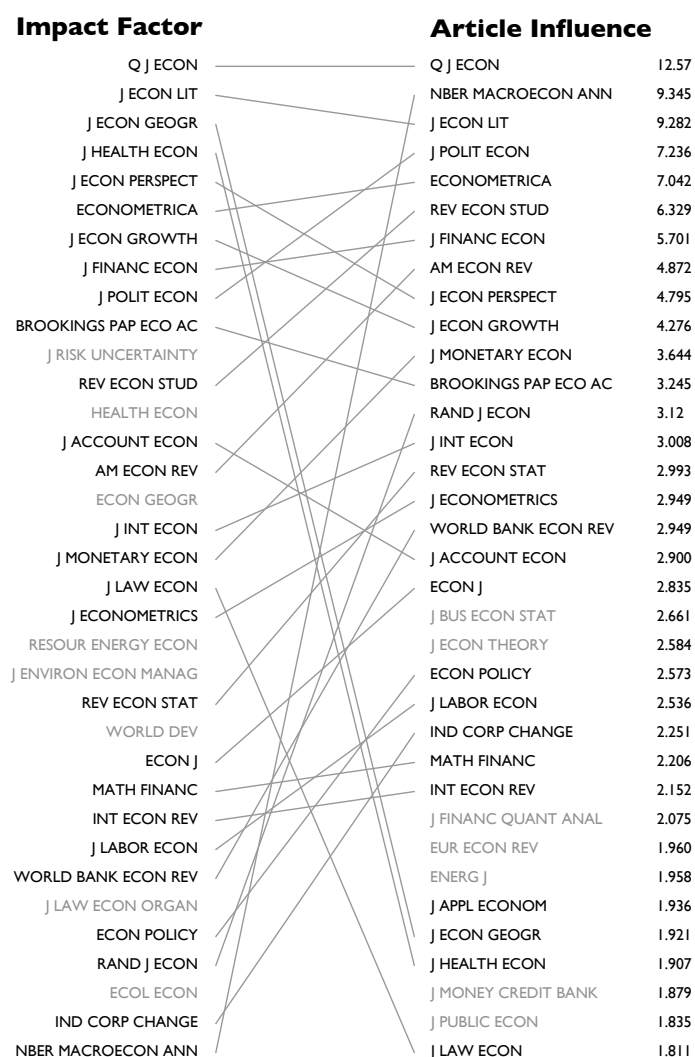 Impact Factor
Q J ECON
J ECON LIT
J ECON GEOGR
J HEALTH ECON
J ECON PERSPECT
ECONOMETRICA
J ECON GROWTH
J FINANC ECON
J POLIT ECON
BROOKINGS PAP ECO AC
J RISK UNCERTAINTY
REV ECON STUD
HEALTH ECON
J ACCOUNT ECON
AM ECON REV
ECON GEOGR
J INT ECON
J MONETARY ECON
J LAW ECON
J ECONOMETRICS
RESOUR ENERGY ECON
J ENVIRON ECON MANAG
REV ECON STAT
WORLD DEV
ECON J
MATH FINANC
INT ECON REV
J LABOR ECON
WORLD BANK ECON REV
J LAW ECON ORGAN
ECON POLICY
RAND J ECON
ECOL ECON
IND CORP CHANGE
NBER MACROECON ANN
Article Influence
Q J ECON 12.57
NBER MACROECON ANN 9.345
J ECON LIT 9.282
J POLIT ECON 7.236
ECONOMETRICA 7.042
REV ECON STUD 6.329
J FINANC ECON 5.701
AM ECON REV 4.872
J ECON PERSPECT 4.795
J ECON GROWTH 4.276
J MONETARY ECON 3.644
BROOKINGS PAP ECO AC 3.245
RAND J ECON 3.12
J INT ECON 3.008
REV ECON STAT 2.993
J ECONOMETRICS 2.949
WORLD BANK ECON REV 2.949
J ACCOUNT ECON 2.900
ECON J 2.835
J BUS ECON STAT 2.661
J ECON THEORY 2.584
ECON POLICY 2.573
J LABOR ECON 2.536
IND CORP CHANGE 2.251
MATH FINANC 2.206
INT ECON REV 2.152
J FINANC QUANT ANAL 2.075
EUR ECON REV 1.960
ENERG J 1.958
J APPL ECONOM 1.936
J ECON GEOGR 1.921
J HEALTH ECON 1.907
J MONEY CREDIT BANK 1.879
J PUBLIC ECON 1.835
J LAW ECON 1.811